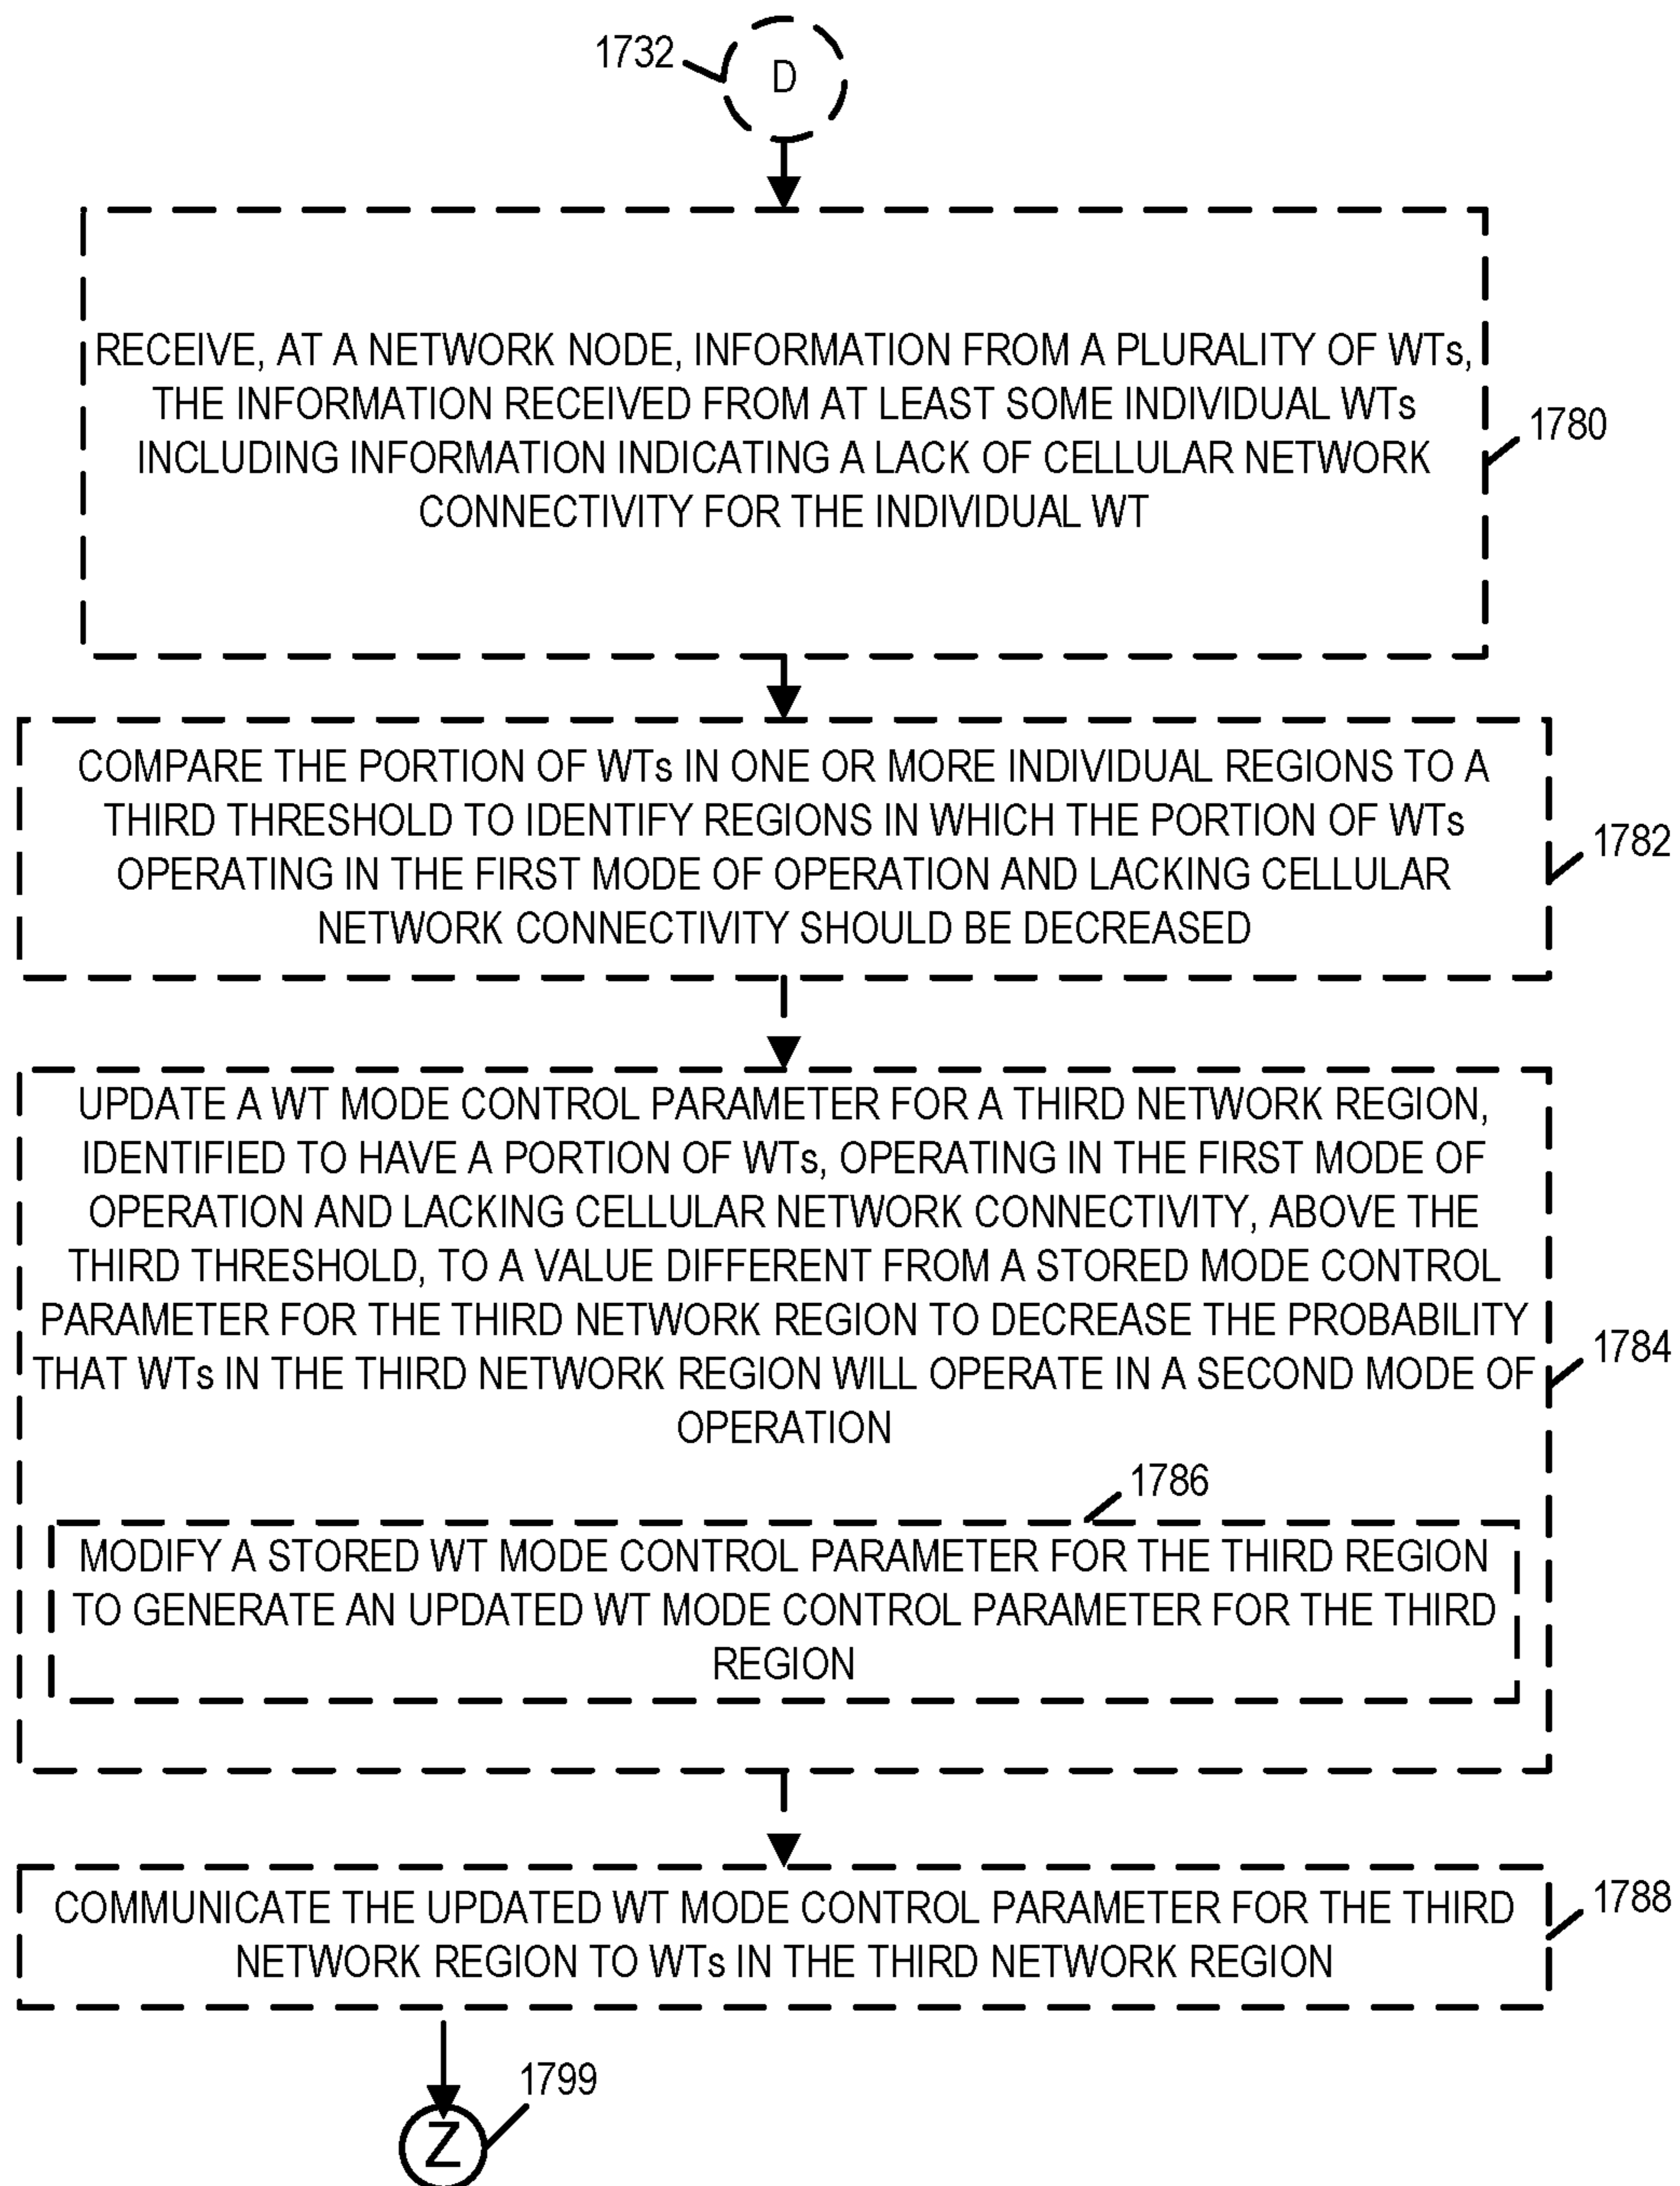 1732
D
RECEIVE, AT A NETWORK NODE, INFORMATION FROM A PLURALITY OF WTs,
THE INFORMATION RECEIVED FROM AT LEAST SOME INDIVIDUAL WTs
INCLUDING INFORMATION INDICATING A LACK OF CELLULAR NETWORK
CONNECTIVITY FOR THE INDIVIDUAL WT
1780
COMPARE THE PORTION OF WTs IN ONE OR MORE INDIVIDUAL REGIONS TO A
THIRD THRESHOLD TO IDENTIFY REGIONS IN WHICH THE PORTION OF WTs
OPERATING IN THE FIRST MODE OF OPERATION AND LACKING CELLULAR
NETWORK CONNECTIVITY SHOULD BE DECREASED
1782
UPDATE A WT MODE CONTROL PARAMETER FOR A THIRD NETWORK REGION,
IDENTIFIED TO HAVE A PORTION OF WTs, OPERATING IN THE FIRST MODE OF
OPERATION AND LACKING CELLULAR NETWORK CONNECTIVITY, ABOVE THE
THIRD THRESHOLD, TO A VALUE DIFFERENT FROM A STORED MODE CONTROL
PARAMETER FOR THE THIRD NETWORK REGION TO DECREASE THE PROBABILITY
THAT WTs IN THE THIRD NETWORK REGION WILL OPERATE IN A SECOND MODE OF
OPERATION
1784
1786
MODIFY A STORED WT MODE CONTROL PARAMETER FOR THE THIRD REGION
TO GENERATE AN UPDATED WT MODE CONTROL PARAMETER FOR THE THIRD
REGION
COMMUNICATE THE UPDATED WT MODE CONTROL PARAMETER FOR THE THIRD
NETWORK REGION TO WTs IN THE THIRD NETWORK REGION
1788
1799
Z